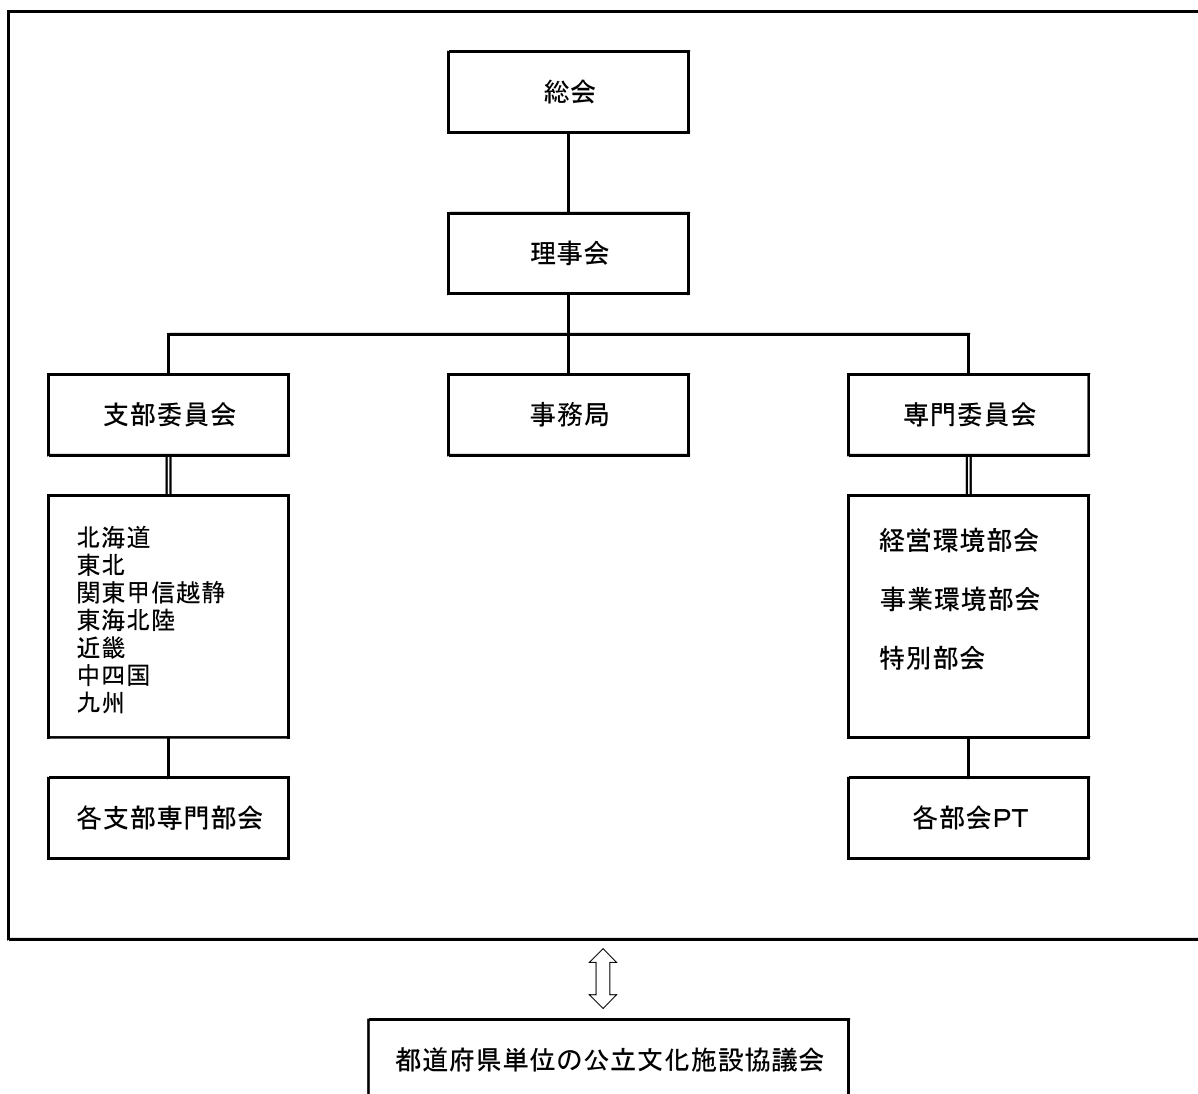 総会
理事会
支部委員会
事務局
専門委員会
北海道
東北
関東甲信越静
東海北陸
近畿
中四国
九州
経営環境部会
事業環境部会
特別部会
各支部専門部会
各部会PT
都道府県単位の公立文化施設協議会